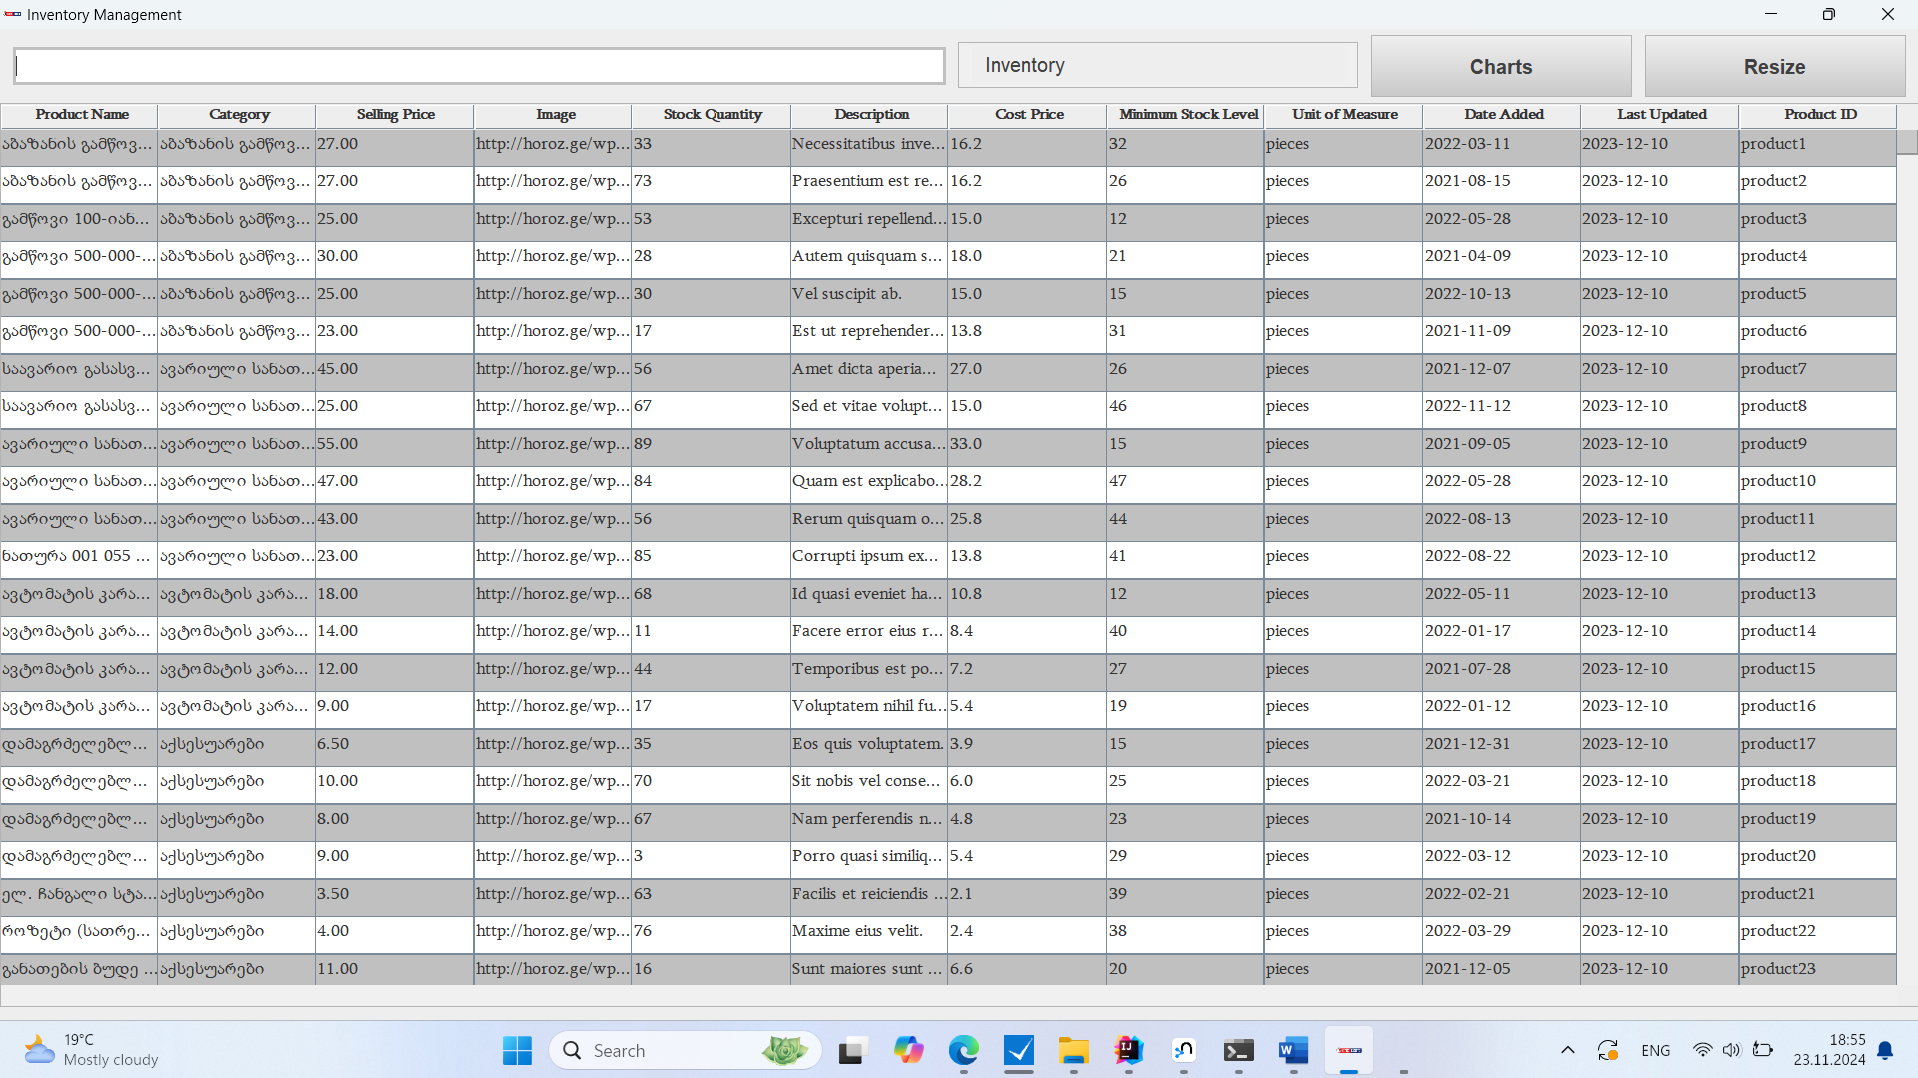 Inventory Management
Inventory Charts Resize
Product Name Category Selling Price Image Stock Quantity Description Cost Price Minimum Stock Level Unit of Measure Date Added Last Updated Product ID
აბაზანის გამწოვ... აბაზანის გამწოვ... 27.00 http://horoz.ge/wp... 33 Necessitatibus inve... 16.2 32 pieces 2022-03-11 2023-12-10 product1
აბაზანის გამწოვ... აბაზანის გამწოვ... 27.00 http://horoz.ge/wp... 73 Praesentium est re... 16.2 26 pieces 2021-08-15 2023-12-10 product2
გამწოვი 100-იან... აბაზანის გამწოვ... 25.00 http://horoz.ge/wp... 53 Excepturi repellend... 15.0 12 pieces 2022-05-28 2023-12-10 product3
გამწოვი 500-000-... აბაზანის გამწოვ... 30.00 http://horoz.ge/wp... 28 Autem quisquam s... 18.0 21 pieces 2021-04-09 2023-12-10 product4
გამწოვი 500-000-... აბაზანის გამწოვ... 25.00 http://horoz.ge/wp... 30 Vel suscipit ab. 15.0 15 pieces 2022-10-13 2023-12-10 product5
გამწოვი 500-000-... აბაზანის გამწოვ... 23.00 http://horoz.ge/wp... 17 Est ut reprehender... 13.8 31 pieces 2021-11-09 2023-12-10 product6
საავარიო გასასვ... ავარიული სანათ... 45.00 http://horoz.ge/wp... 56 Amet dicta aperia... 27.0 26 pieces 2021-12-07 2023-12-10 product7
საავარიო გასასვ... ავარიული სანათ... 25.00 http://horoz.ge/wp... 67 Sed et vitae volupt... 15.0 46 pieces 2022-11-12 2023-12-10 product8
ავარიული სანათ... ავარიული სანათ... 55.00 http://horoz.ge/wp... 89 Voluptatum accusa... 33.0 15 pieces 2021-09-05 2023-12-10 product9
ავარიული სანათ... ავარიული სანათ... 47.00 http://horoz.ge/wp... 84 Quam est explicabo... 28.2 47 pieces 2022-05-28 2023-12-10 product10
ავარიული სანათ... ავარიული სანათ... 43.00 http://horoz.ge/wp... 56 Rerum quisquam o... 25.8 44 pieces 2022-08-13 2023-12-10 product11
ნათურა 001 055 ... ავარიული სანათ... 23.00 http://horoz.ge/wp... 85 Corrupti ipsum ex... 13.8 41 pieces 2022-08-22 2023-12-10 product12
ავტომატის კარა... ავტომატის კარა... 18.00 http://horoz.ge/wp... 68 Id quasi eveniet ha... 10.8 12 pieces 2022-05-11 2023-12-10 product13
ავტომატის კარა... ავტომატის კარა... 14.00 http://horoz.ge/wp... 11 Facere error eius r... 8.4 40 pieces 2022-01-17 2023-12-10 product14
ავტომატის კარა... ავტომატის კარა... 12.00 http://horoz.ge/wp... 44 Temporibus est po... 7.2 27 pieces 2021-07-28 2023-12-10 product15
ავტომატის კარა... ავტომატის კარა... 9.00 http://horoz.ge/wp... 17 Voluptatem nihil fu... 5.4 19 pieces 2022-01-12 2023-12-10 product16
დამაგრძელებლ... აქსესუარები 6.50 http://horoz.ge/wp... 35 Eos quis voluptatem. 3.9 15 pieces 2021-12-31 2023-12-10 product17
დამაგრძელებლ... აქსესუარები 10.00 http://horoz.ge/wp... 70 Sit nobis vel conse... 6.0 25 pieces 2022-03-21 2023-12-10 product18
დამაგრძელებლ... აქსესუარები 8.00 http://horoz.ge/wp... 67 Nam perferendis n... 4.8 23 pieces 2021-10-14 2023-12-10 product19
დამაგრძელებლ... აქსესუარები 9.00 http://horoz.ge/wp... 3 Porro quasi similiq... 5.4 29 pieces 2022-03-12 2023-12-10 product20
ელ. ჩანგალი სტა... აქსესუარები 3.50 http://horoz.ge/wp... 63 Facilis et reiciendis ... 2.1 39 pieces 2022-02-21 2023-12-10 product21
როზეტი (სათრე... აქსესუარები 4.00 http://horoz.ge/wp... 76 Maxime eius velit. 2.4 38 pieces 2022-03-29 2023-12-10 product22
განათების ბუდე ... აქსესუარები 11.00 http://horoz.ge/wp... 16 Sunt maiores sunt ... 6.6 20 pieces 2021-12-05 2023-12-10 product23
19°C
Mostly cloudy
Search
ENG
18:55
23.11.2024